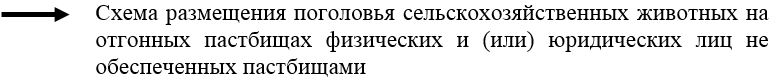 Схема размещения поголовья сельскохозяйственных животных на
отгонных пастбищах физических и (или) юридических лиц не
обеспеченных пастбищами